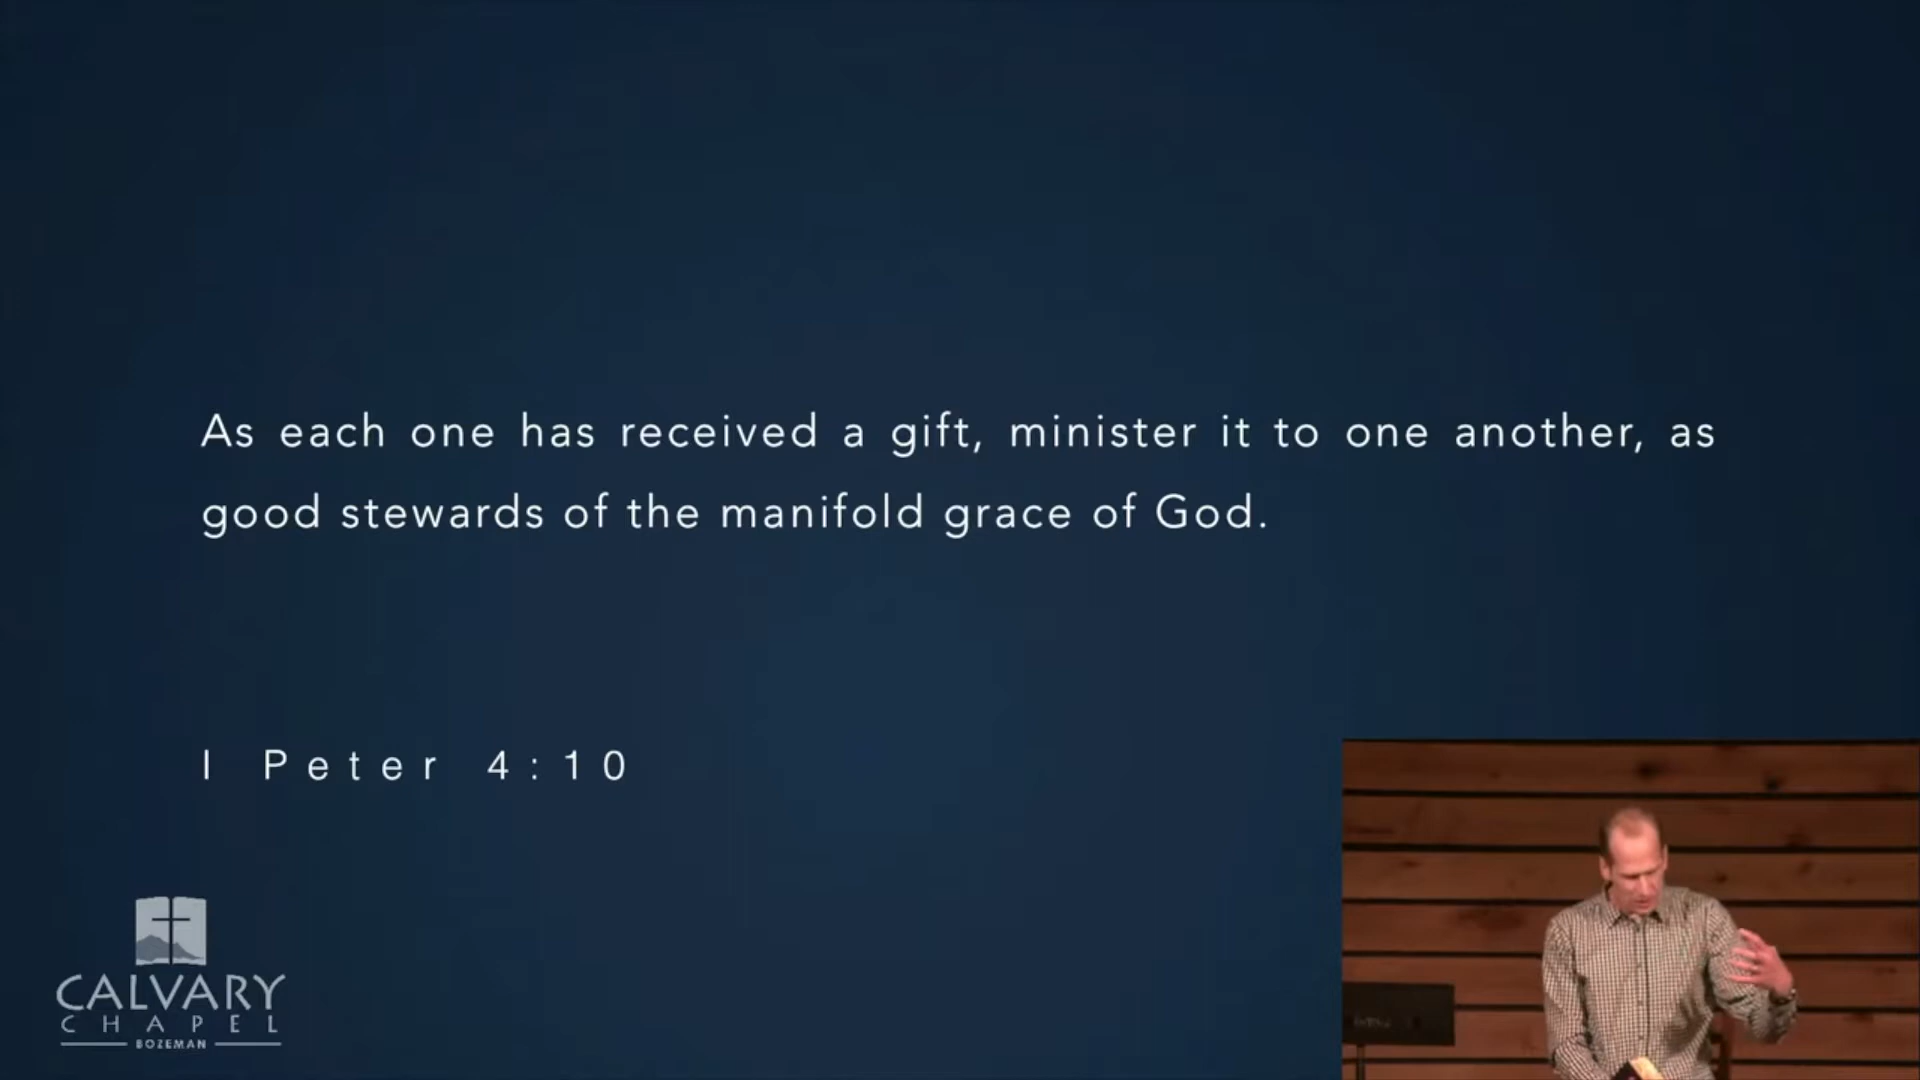 As each one has received a gift, minister it to one another, as
good stewards of the manifold grace of God.
I Peter 4:10
CALVARY
CHAPEL
BOZEMAN